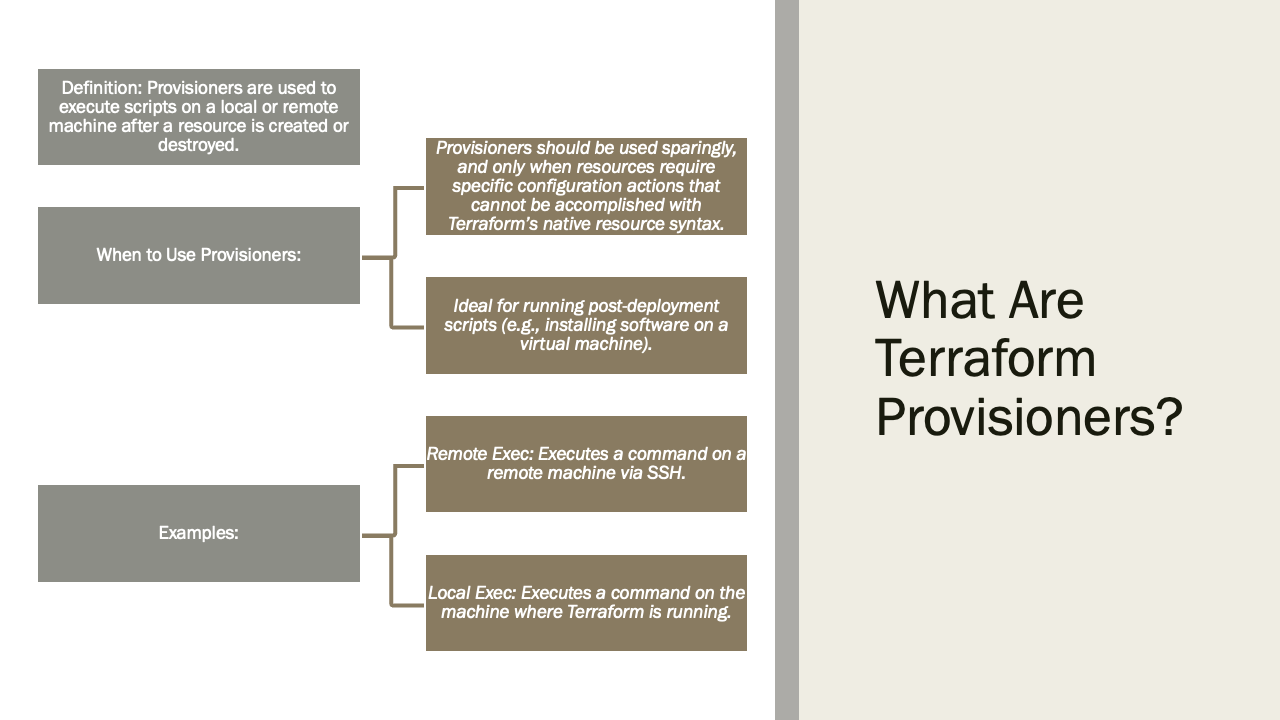 Definition: Provisioners are used to
execute scripts on a local or remote
machine after a resource is created or
destroyed.
When to Use Provisioners:
Provisioners should be used sparingly,
and only when resources require
specific configuration actions that
cannot be accomplished with
Terraform's native resource syntax.
Ideal for running post-deployment
scripts (e.g., installing software on a
virtual machine).
Examples:
Remote Exec: Executes a command on a
remote machine via SSH.
Local Exec: Executes a command on the
machine where Terraform is running.
What Are
Terraform
Provisioners?